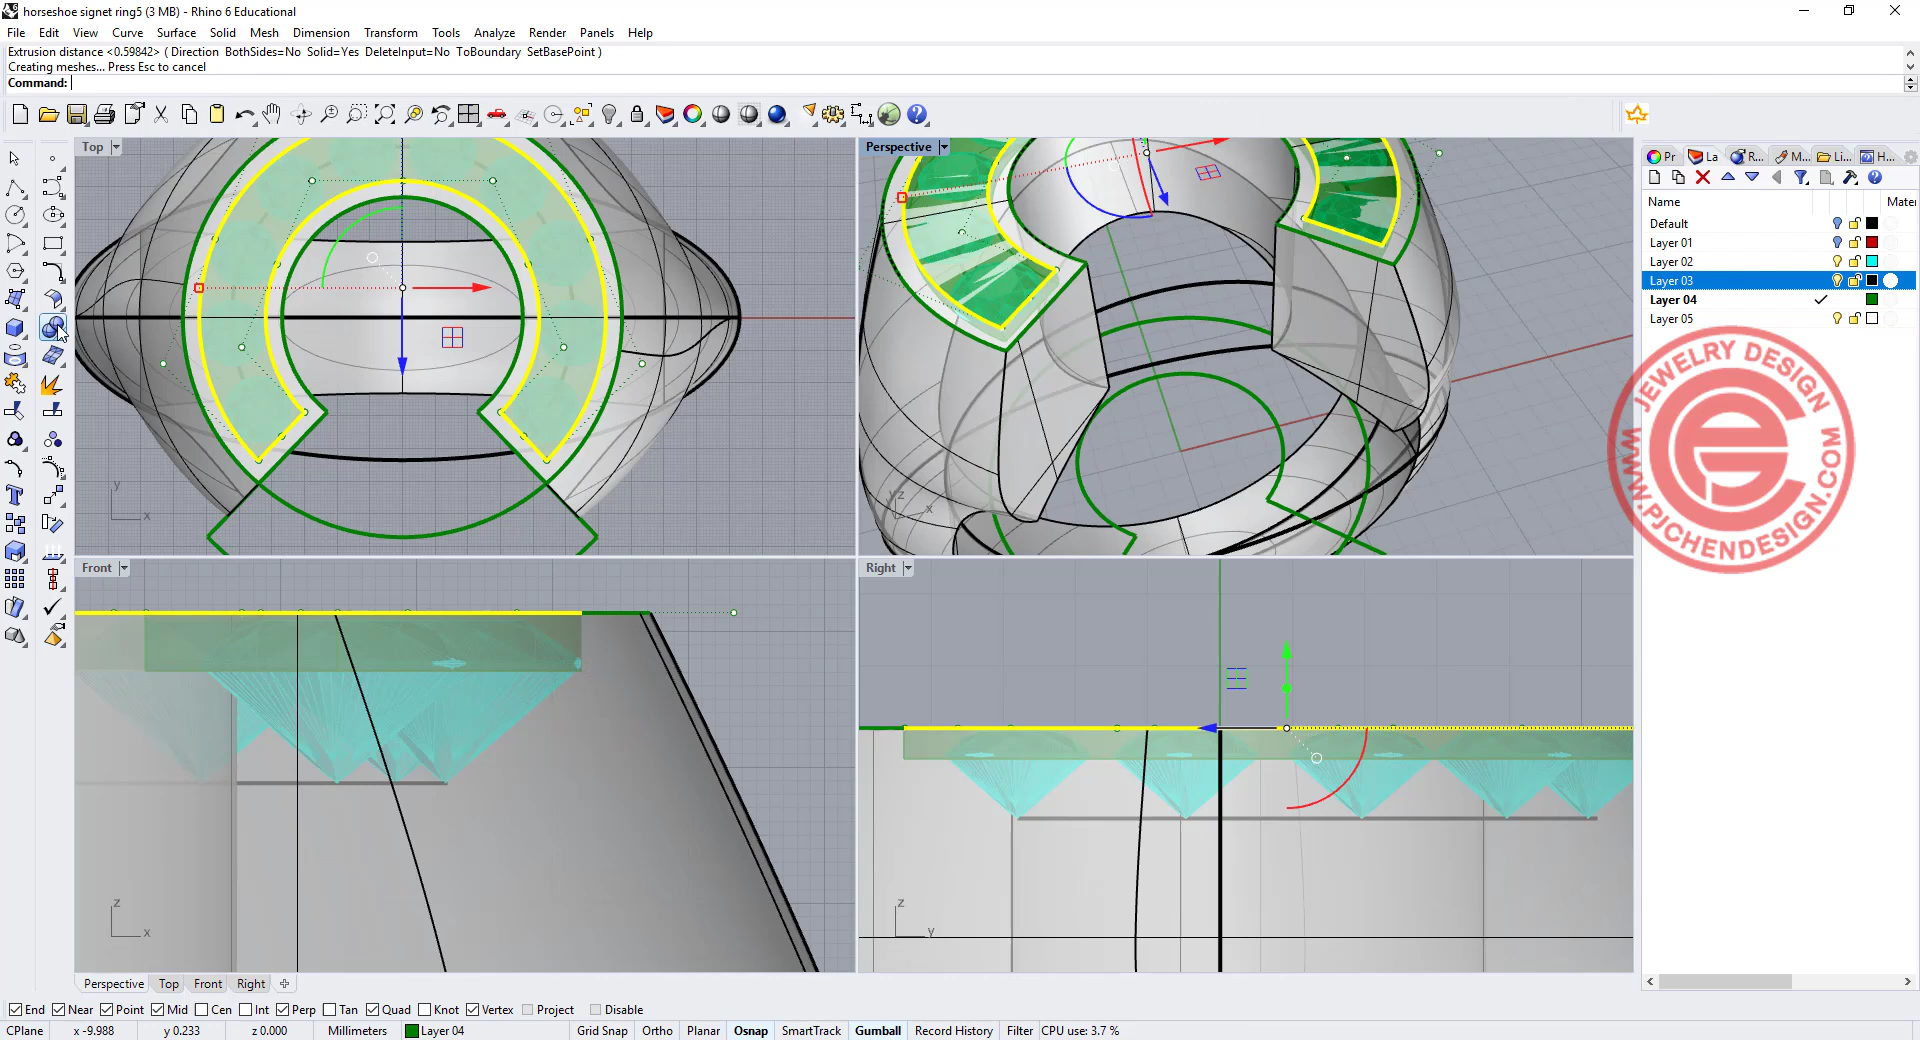 horseshoe signet ring5 (3 MB) - Rhino 6 Educational
File Edit View Curve Surface Solid Mesh Dimension Transform Tools Analyze Render Panels Help
Extrusion distance <0.59842> ( Direction BothSides=No Solid=Yes DeleteInput=No ToBoundary SetBasePoint )
Creating meshes... Press Esc to cancel
Command:
Top
Perspective
Pr La R... M... Li... H...
Name Mater
Default
Layer 01
Layer 02
Layer 03
Layer 04
Layer 05
JEWELRY DESIGN
WWW.PJCHENDESIGN.COM
y
x
z
x
Front
Right
z
x
z
y
Perspective Top Front Right
End Near Point Mid Cen Int Perp Tan Quad Knot Vertex Project Disable
CPlane x -9.988 y 0.233 z 0.000 Millimeters Layer 04 Grid Snap Ortho Planar Osnap SmartTrack Gumball Record History Filter CPU use: 3.7 %